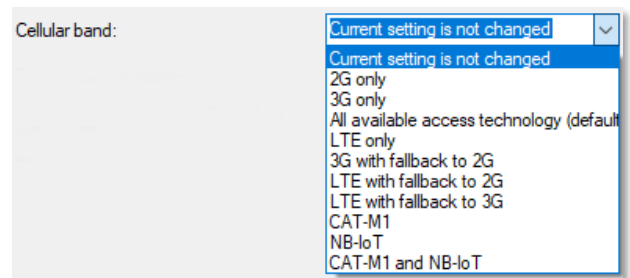 Cellular band:
Current setting is not changed
Current setting is not changed
2G only
3G only
All available access technology (default
LTE only
3G with fallback to 2G
LTE with fallback to 2G
LTE with fallback to 3G
CAT-M1
NB-IoT
CAT-M1 and NB-IoT